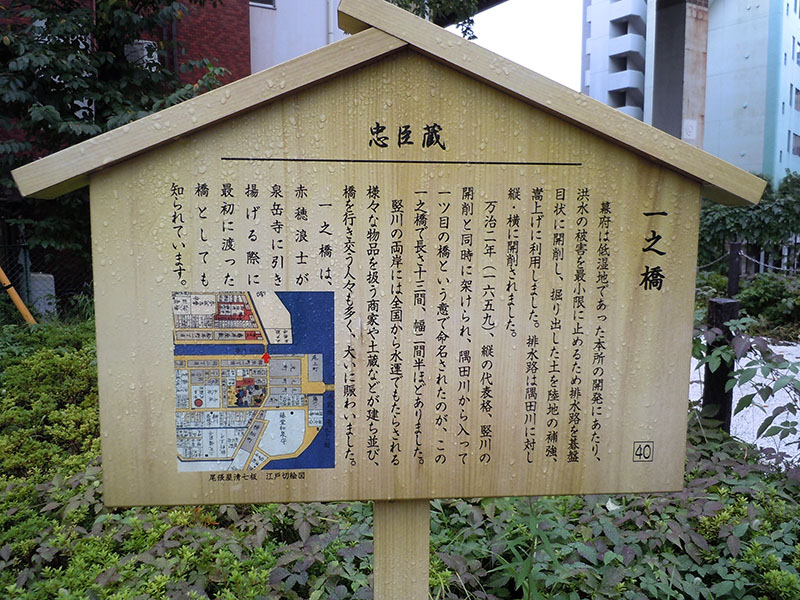 忠臣蔵
一之橋
幕府は低湿地であった本所の開発にあたり、
洪水の被害を最小限に止めるため排水路を碁盤
目状に開削し、掘り出した土を陸地の補強、
嵩上げに利用しました。排水路は隅田川に対し
縦・横に開削されました。
万治二年(一六五九)、縦の代表格、竪川の
開削と同時に架けられ、隅田川から入って
一ツ目の橋という意で命名されたのが、この
一之橋で長さ十三間、幅二間半ほどありました。
竪川の両岸には全国から水運でもたらされる
様々な物品を扱う商家や土蔵などが建ち並び、
橋を行き交う人々も多く、大いに賑わいました。
一之橋は、
赤穂浪士が
泉岳寺に引き
揚げる際に
最初に渡った
橋としても
知られています。
尾張屋清七板 江戸切絵図
40